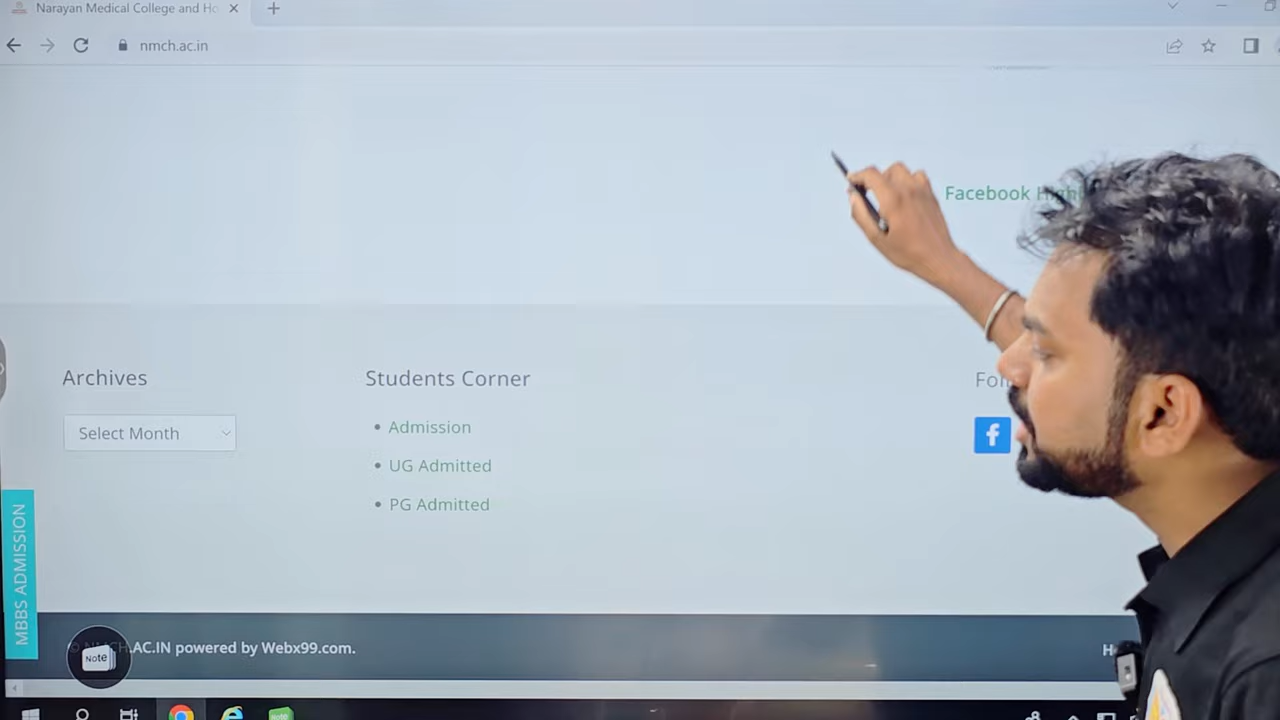 Narayan Medical College and Ho
nmch.ac.in
Facebook
Archives
Students Corner
Select Month
Admission
UG Admitted
PG Admitted
MBBS ADMISSION
.AC.IN powered by Webx99.com.
Note